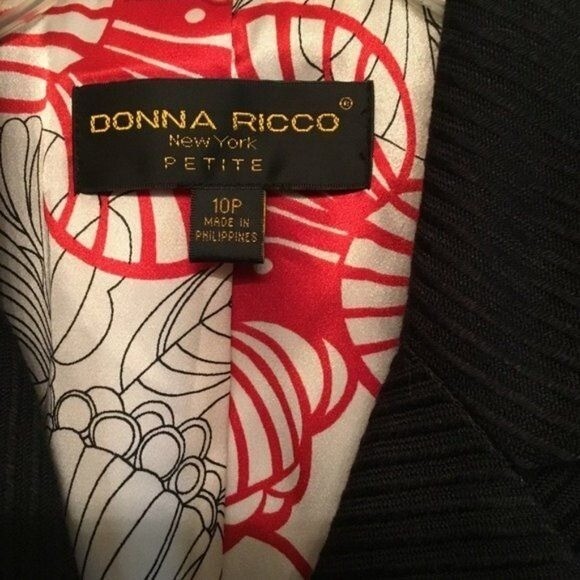 DONNA RICCO ®
New York
PETITE
10P
MADE IN
PHILIPPINES